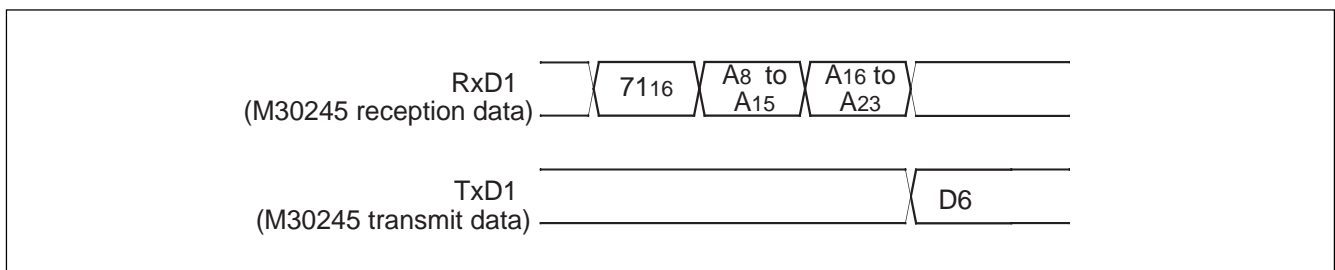 RxD1
(M30245 reception data)
7116
A8 to
A15
A16 to
A23
TxD1
(M30245 transmit data)
D6